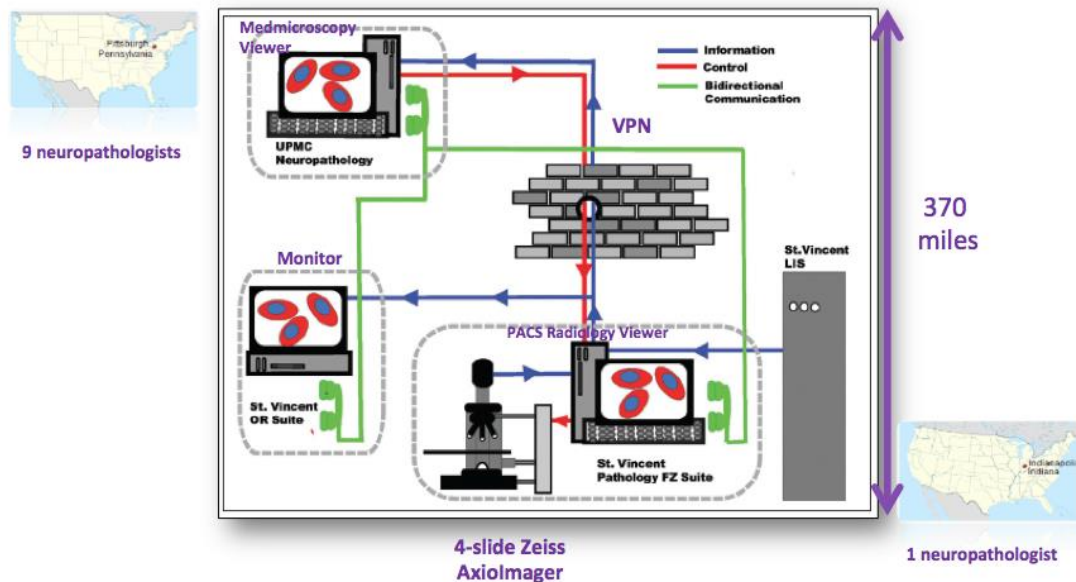 Pittsburgh
Pennsylvania
9 neuropathologists
Medmicroscopy
Viewer
UPMC
Neuropathology
Information
Control
Bidirectional
Communication
VPN
370
miles
Monitor
St. Vincent
OR Suite
PACS Radiology Viewer
St.Vincent
LIS
St. Vincent
Pathology FZ Suite
Indianapolis
Indiana
1 neuropathologist
4-slide Zeiss
AxioImager